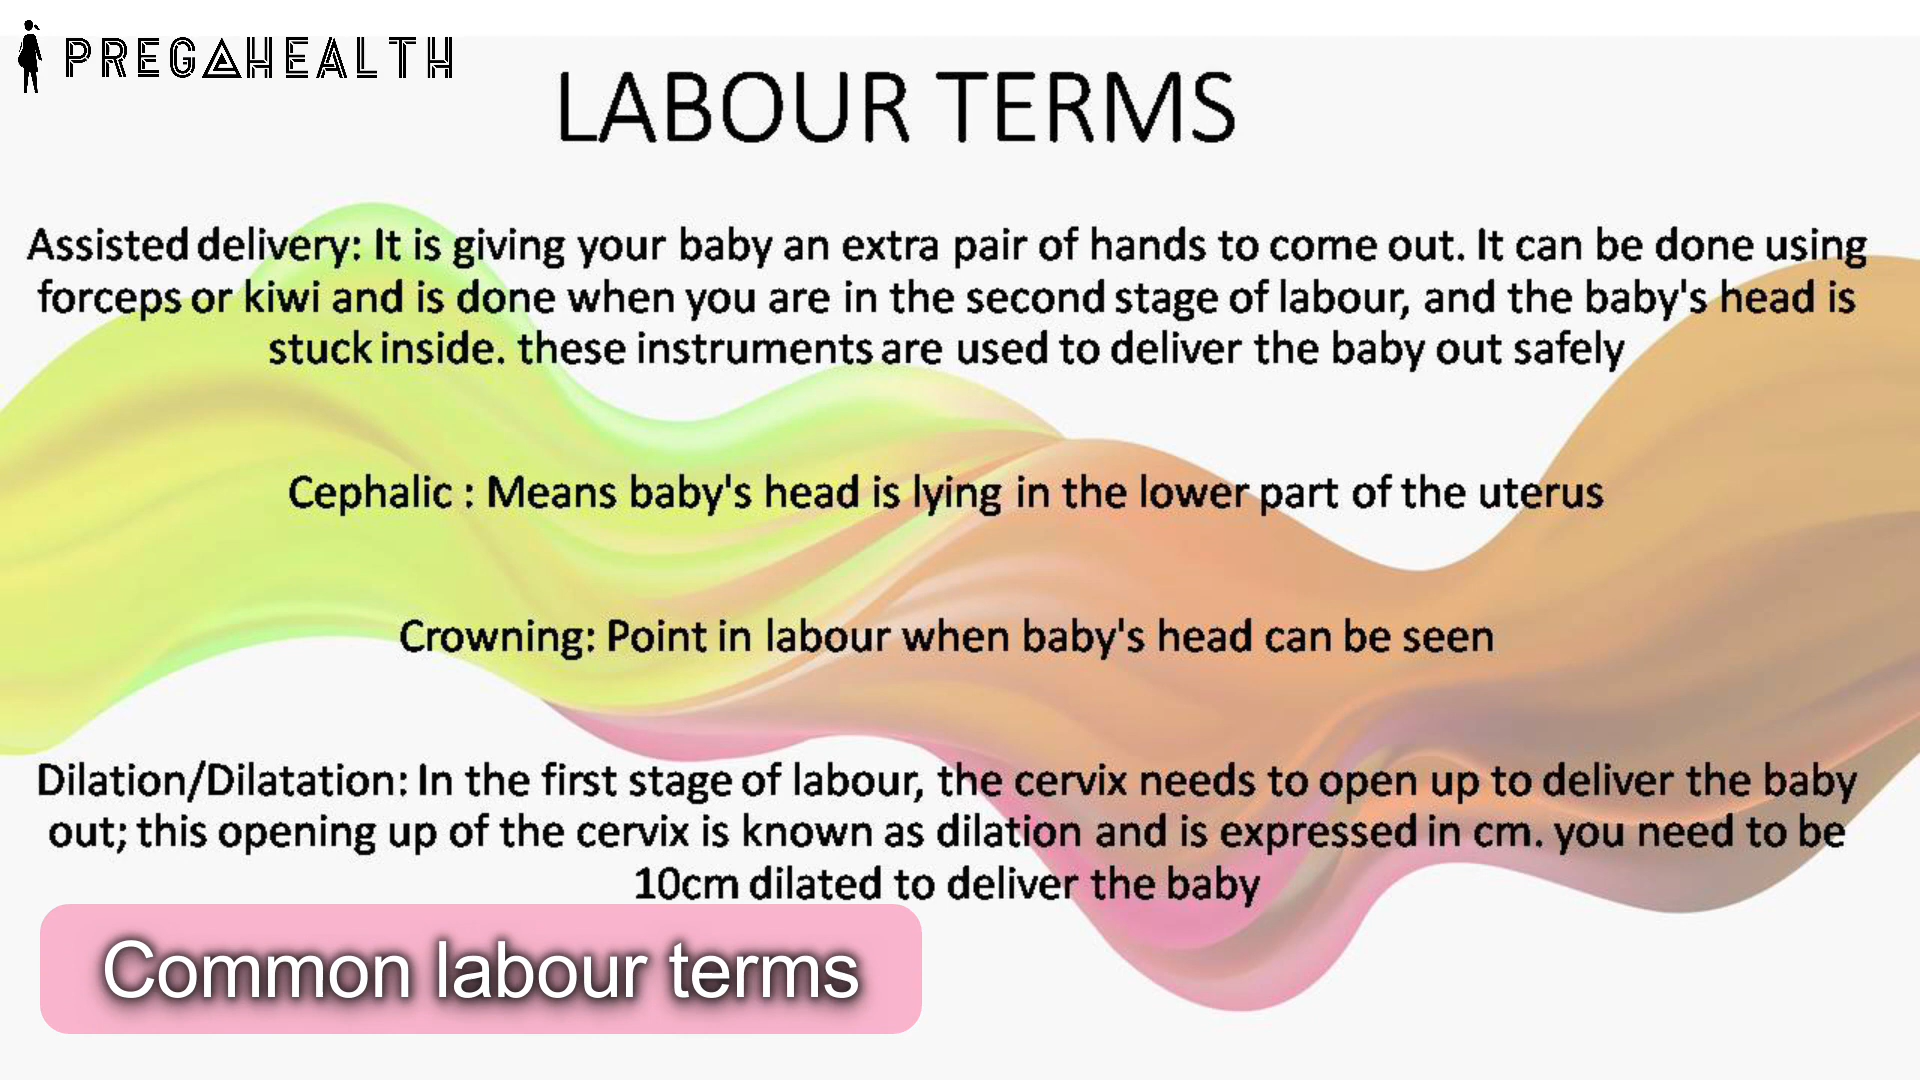 PREGAHEALTH
LABOUR TERMS
Assisted delivery: It is giving your baby an extra pair of hands to come out. It can be done using
forceps or kiwi and is done when you are in the second stage of labour, and the baby's head is
stuck inside. these instruments are used to deliver the baby out safely
Cephalic : Means baby's head is lying in the lower part of the uterus
Crowning: Point in labour when baby's head can be seen
Dilation/Dilatation: In the first stage of labour, the cervix needs to open up to deliver the baby
out; this opening up of the cervix is known as dilation and is expressed in cm. you need to be
10cm dilated to deliver the baby
Common labour terms